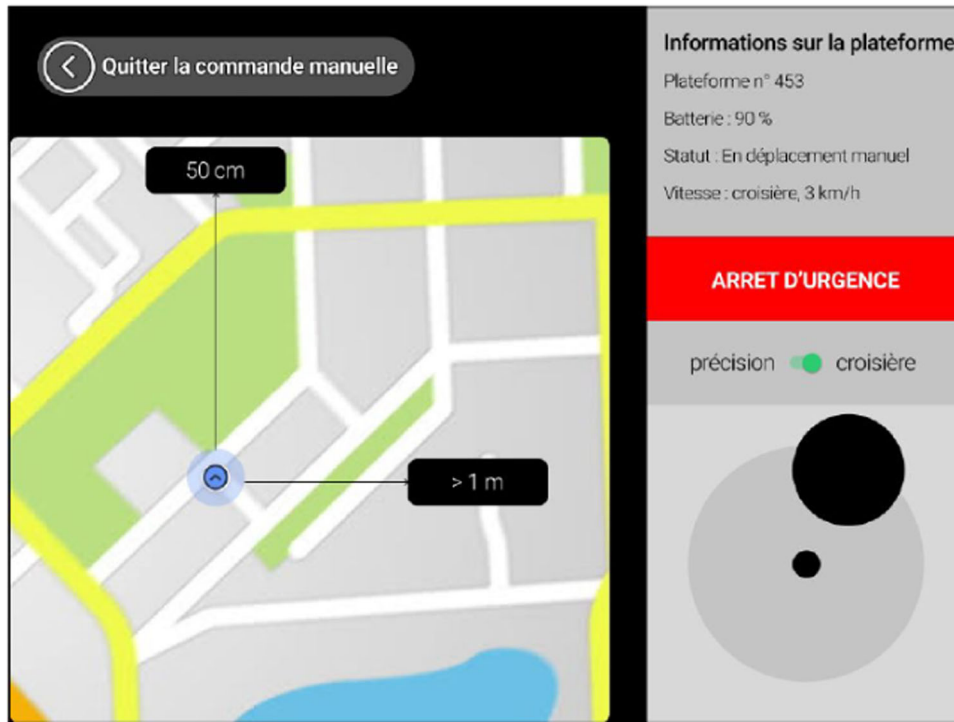 Quitter la commande manuelle
50 cm
> 1 m
Informations sur la plateforme
Plateforme n° 453
Batterie : 90 %
Statut : En déplacement manuel
Vitesse : croisière, 3 km/h
ARRET D'URGENCE
précision croisière